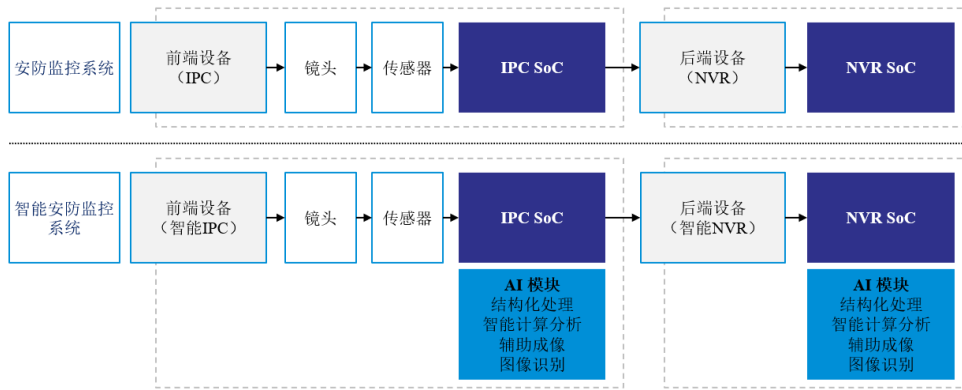 安防监控系统
前端设备
（IPC）
镜头
传感器
IPC SoC
后端设备
（NVR）
NVR SoC
智能安防监控
系统
前端设备
（智能IPC）
镜头
传感器
IPC SoC
后端设备
（智能NVR）
NVR SoC
AI 模块
结构化处理
智能计算分析
辅助成像
图像识别
AI 模块
结构化处理
智能计算分析
辅助成像
图像识别